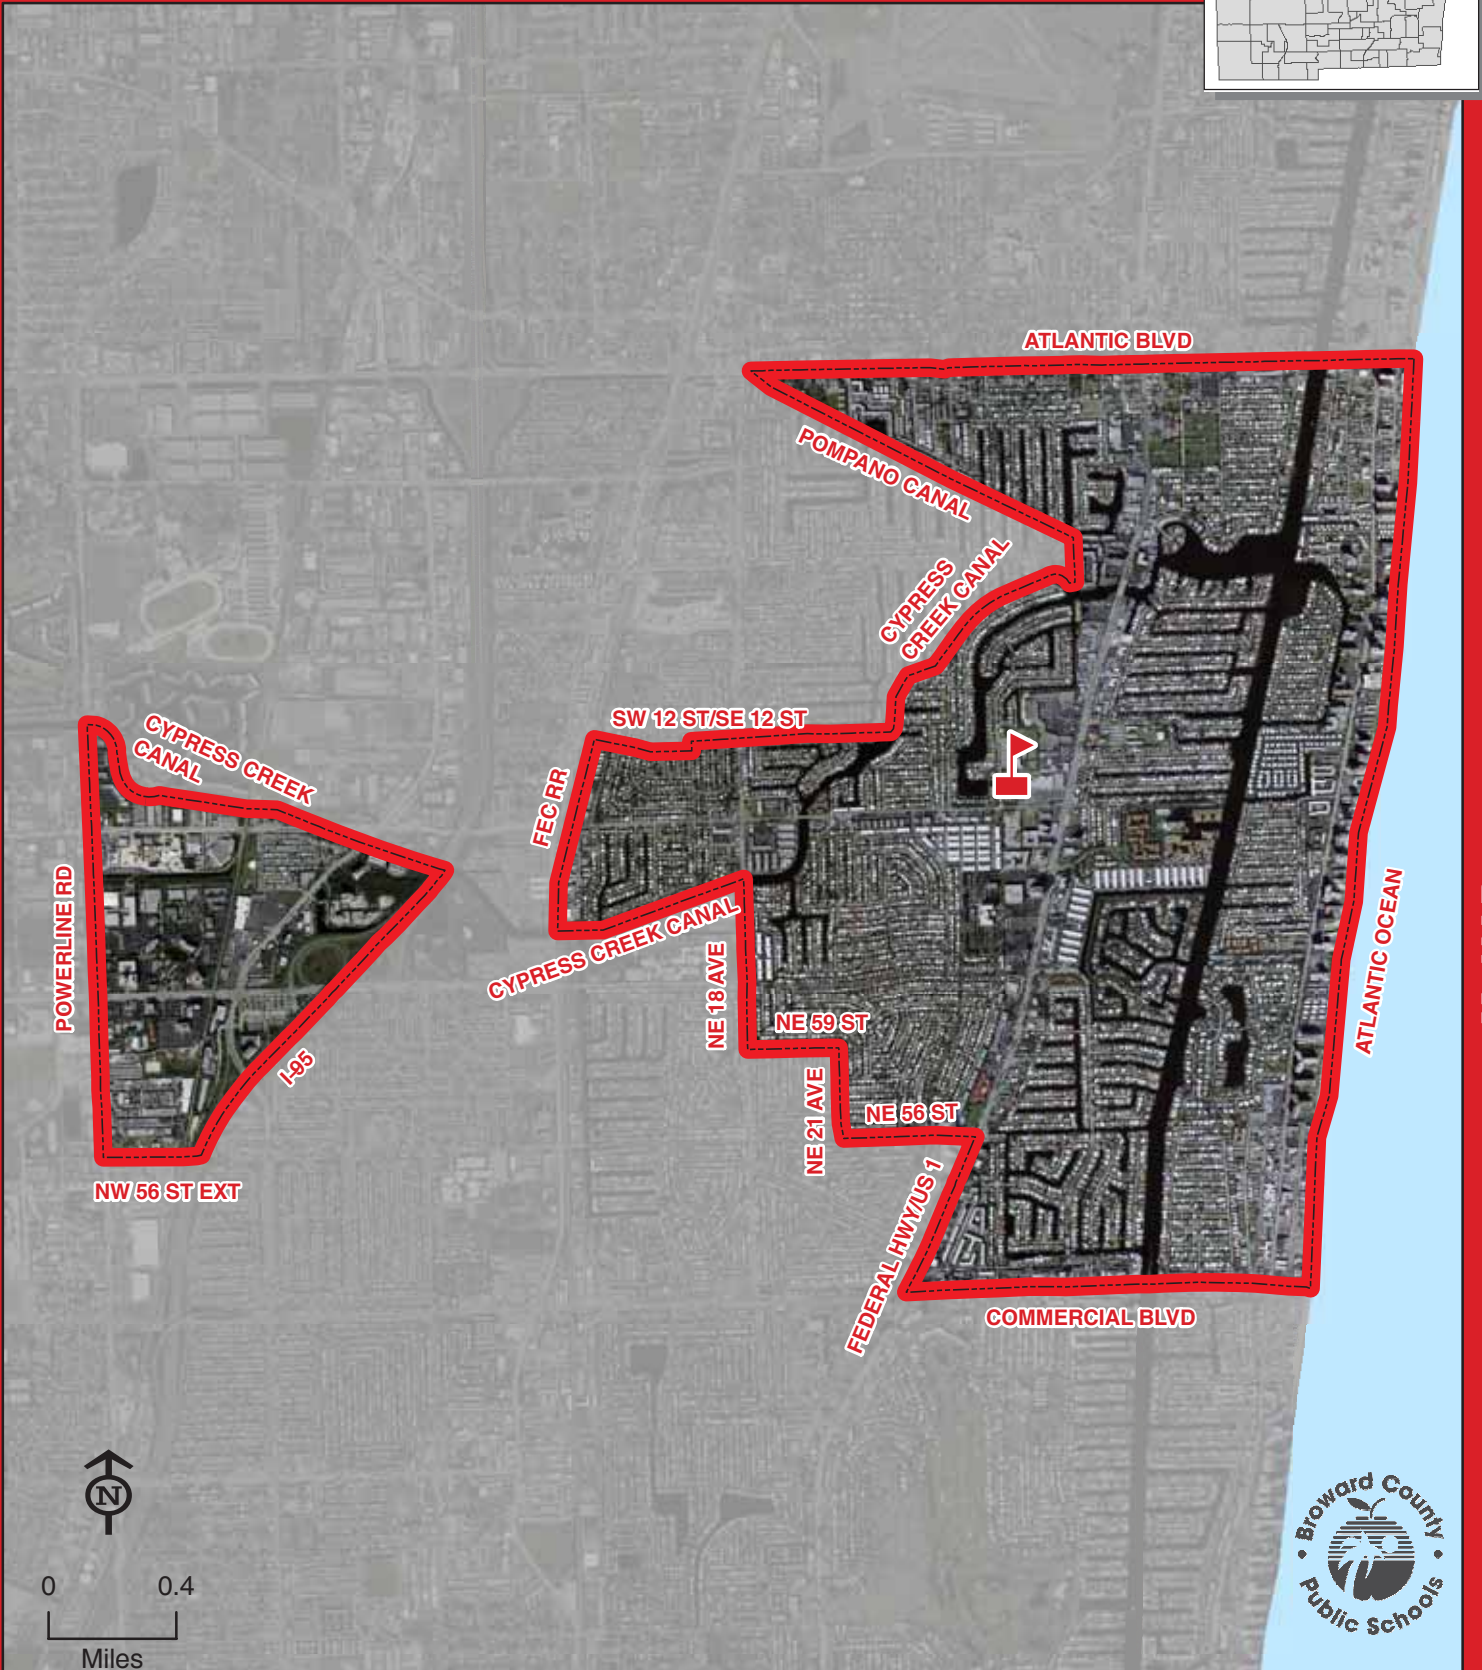 ATLANTIC BLVD
POMPANO CANAL
CYPRESS
CREEK CANAL
SW 12 ST/SE 12 ST
CYPRESS CREEK
CANAL
FEC RR
POWERLINE RD
CYPRESS CREEK CANAL
ATLANTIC OCEAN
NE 18 AVE
NE 59 ST
I-95
NE 21 AVE
NE 56 ST
NW 56 ST EXT
FEDERAL HWY/US 1
COMMERCIAL BLVD
N
0 0.4
Miles
Broward County
Public Schools